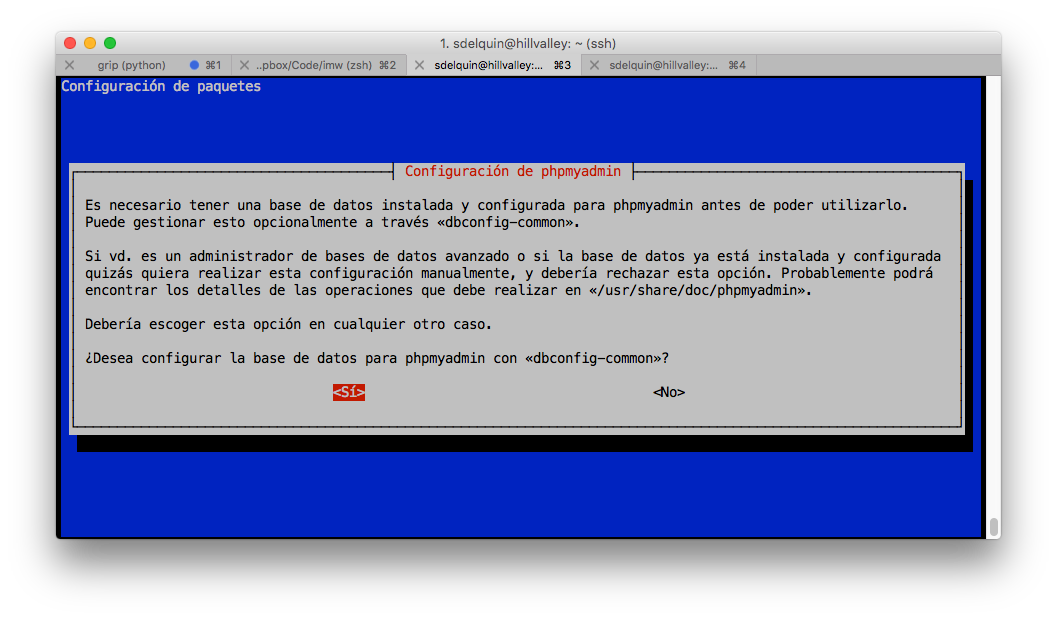 1. sdelquin@hillvalley: ~ (ssh)
grip (python) ⌘1 ..pbox/Code/imw (zsh) ⌘2 sdelquin@hillvalley:... ⌘3 sdelquin@hillvalley:... ⌘4
Configuración de paquetes
Configuración de phpmyadmin
Es necesario tener una base de datos instalada y configurada para phpmyadmin antes de poder utilizarlo.
Puede gestionar esto opcionalmente a través «dbconfig-common».
Si vd. es un administrador de bases de datos avanzado o si la base de datos ya está instalada y configurada
quizás quiera realizar esta configuración manualmente, y debería rechazar esta opción. Probablemente podrá
encontrar los detalles de las operaciones que debe realizar en «/usr/share/doc/phpmyadmin».
Debería escoger esta opción en cualquier otro caso.
¿Desea configurar la base de datos para phpmyadmin con «dbconfig-common»?
<Sí> <No>